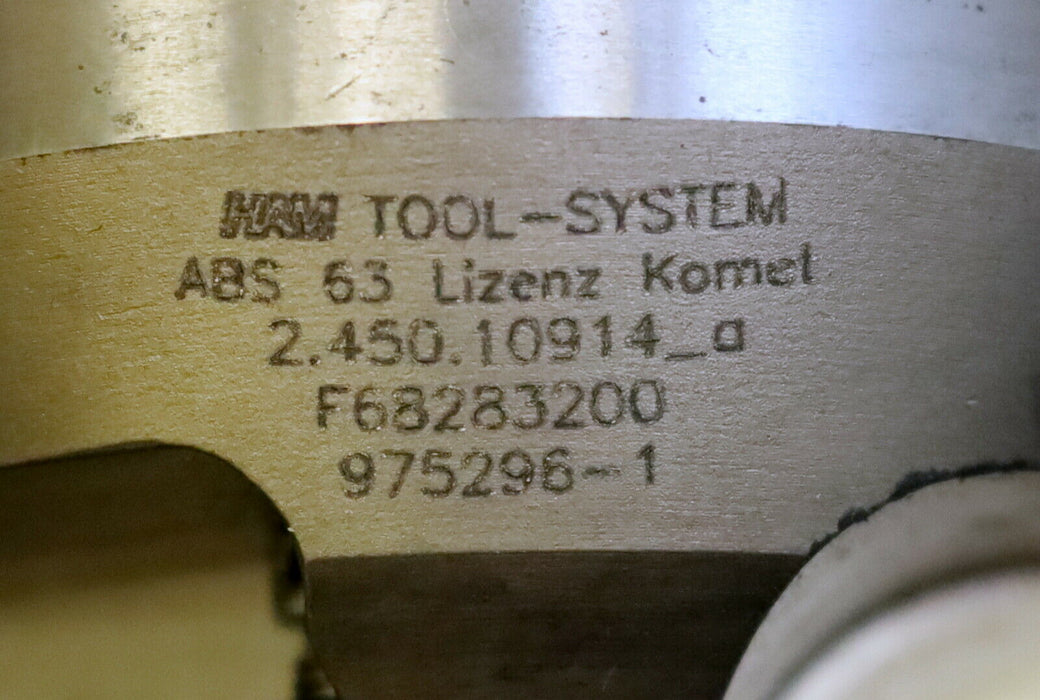 HAM TOOL-SYSTEM
ABS 63 Lizenz Komet
2.450.10914_a
F68283200
975296-1